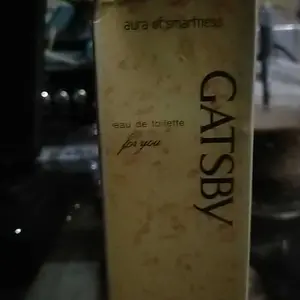 aura of smartness
GATSBY
eau de toilette
for you